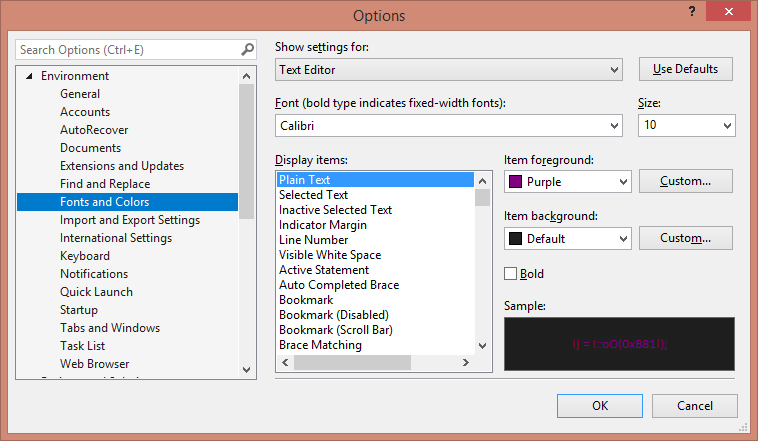 Options
?
Search Options (Ctrl+E)
Environment
General
Accounts
AutoRecover
Documents
Extensions and Updates
Find and Replace
Fonts and Colors
Import and Export Settings
International Settings
Keyboard
Notifications
Quick Launch
Startup
Tabs and Windows
Task List
Web Browser
Show settings for:
Text Editor
Use Defaults
Font (bold type indicates fixed-width fonts):
Size:
Calibri
10
Display items:
Plain Text
Selected Text
Inactive Selected Text
Indicator Margin
Line Number
Visible White Space
Active Statement
Auto Completed Brace
Bookmark
Bookmark (Disabled)
Bookmark (Scroll Bar)
Brace Matching
Item foreground:
Purple
Custom...
Item background:
Default
Custom...
Bold
Sample:
OK
Cancel